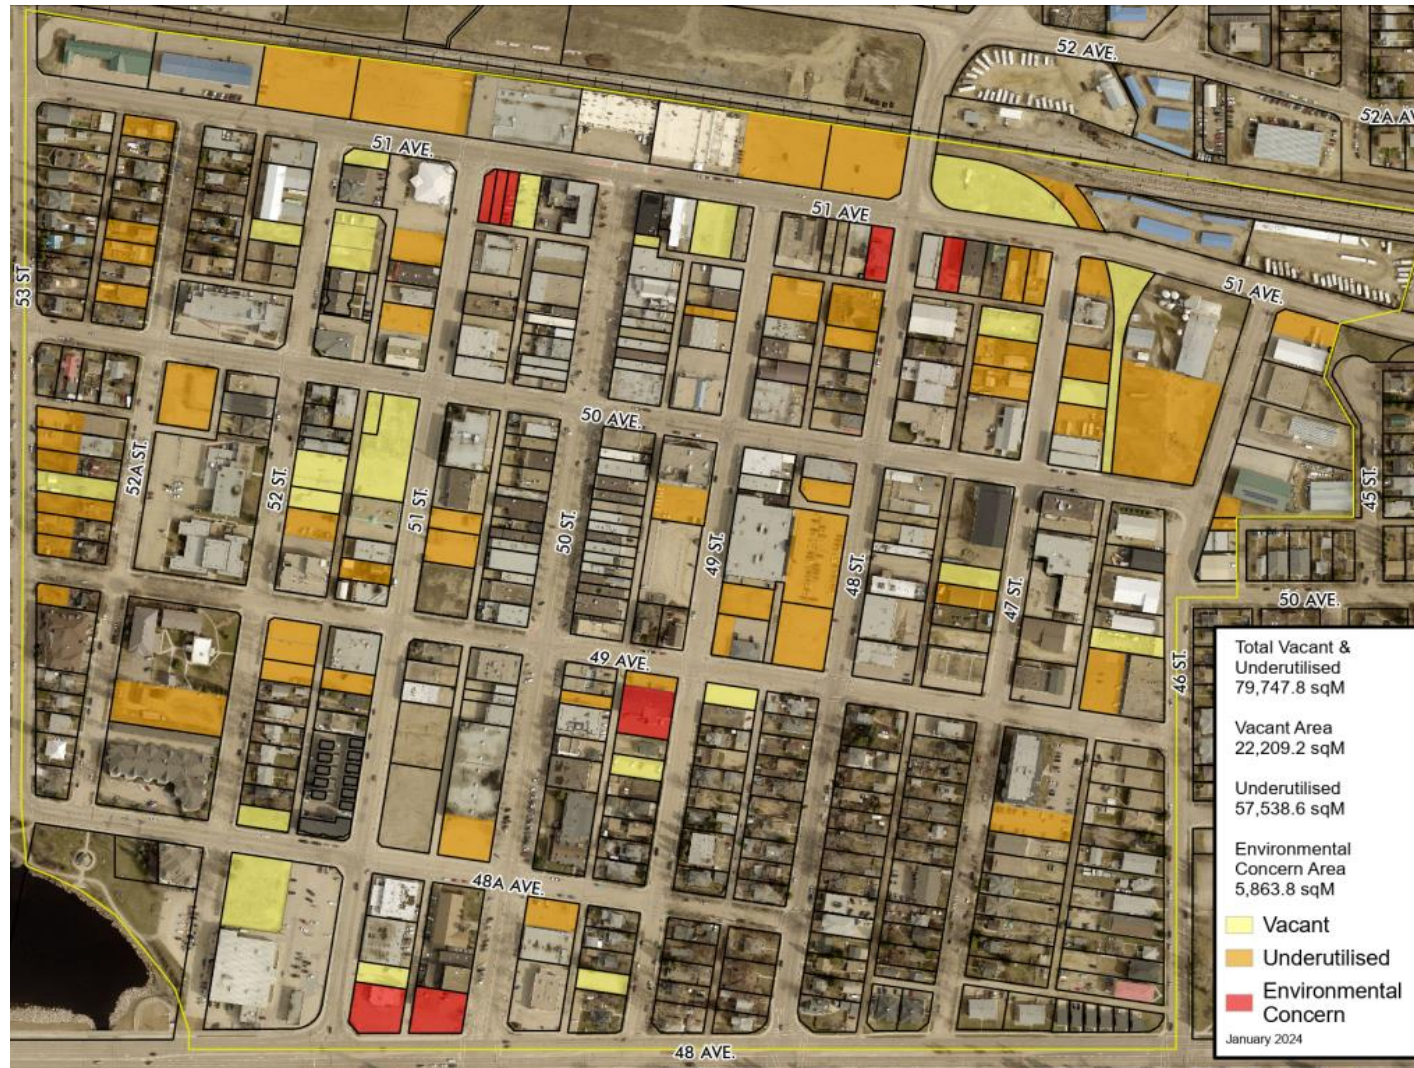 52 AVE.
52A AV
51 AVE.
51 AVE
53 ST.
51 AVE.
50 AVE.
52A ST.
52 ST.
51 ST.
50 ST.
49 ST.
48 ST.
47 ST.
45 ST.
50 AVE.
49 AVE.
46 ST.
48A AVE.
48 AVE.
Total Vacant &
Underutilised
79,747.8 sqM
Vacant Area
22,209.2 sqM
Underutilised
57,538.6 sqM
Environmental
Concern Area
5,863.8 sqM
Vacant
Underutilised
Environmental
Concern
January 2024